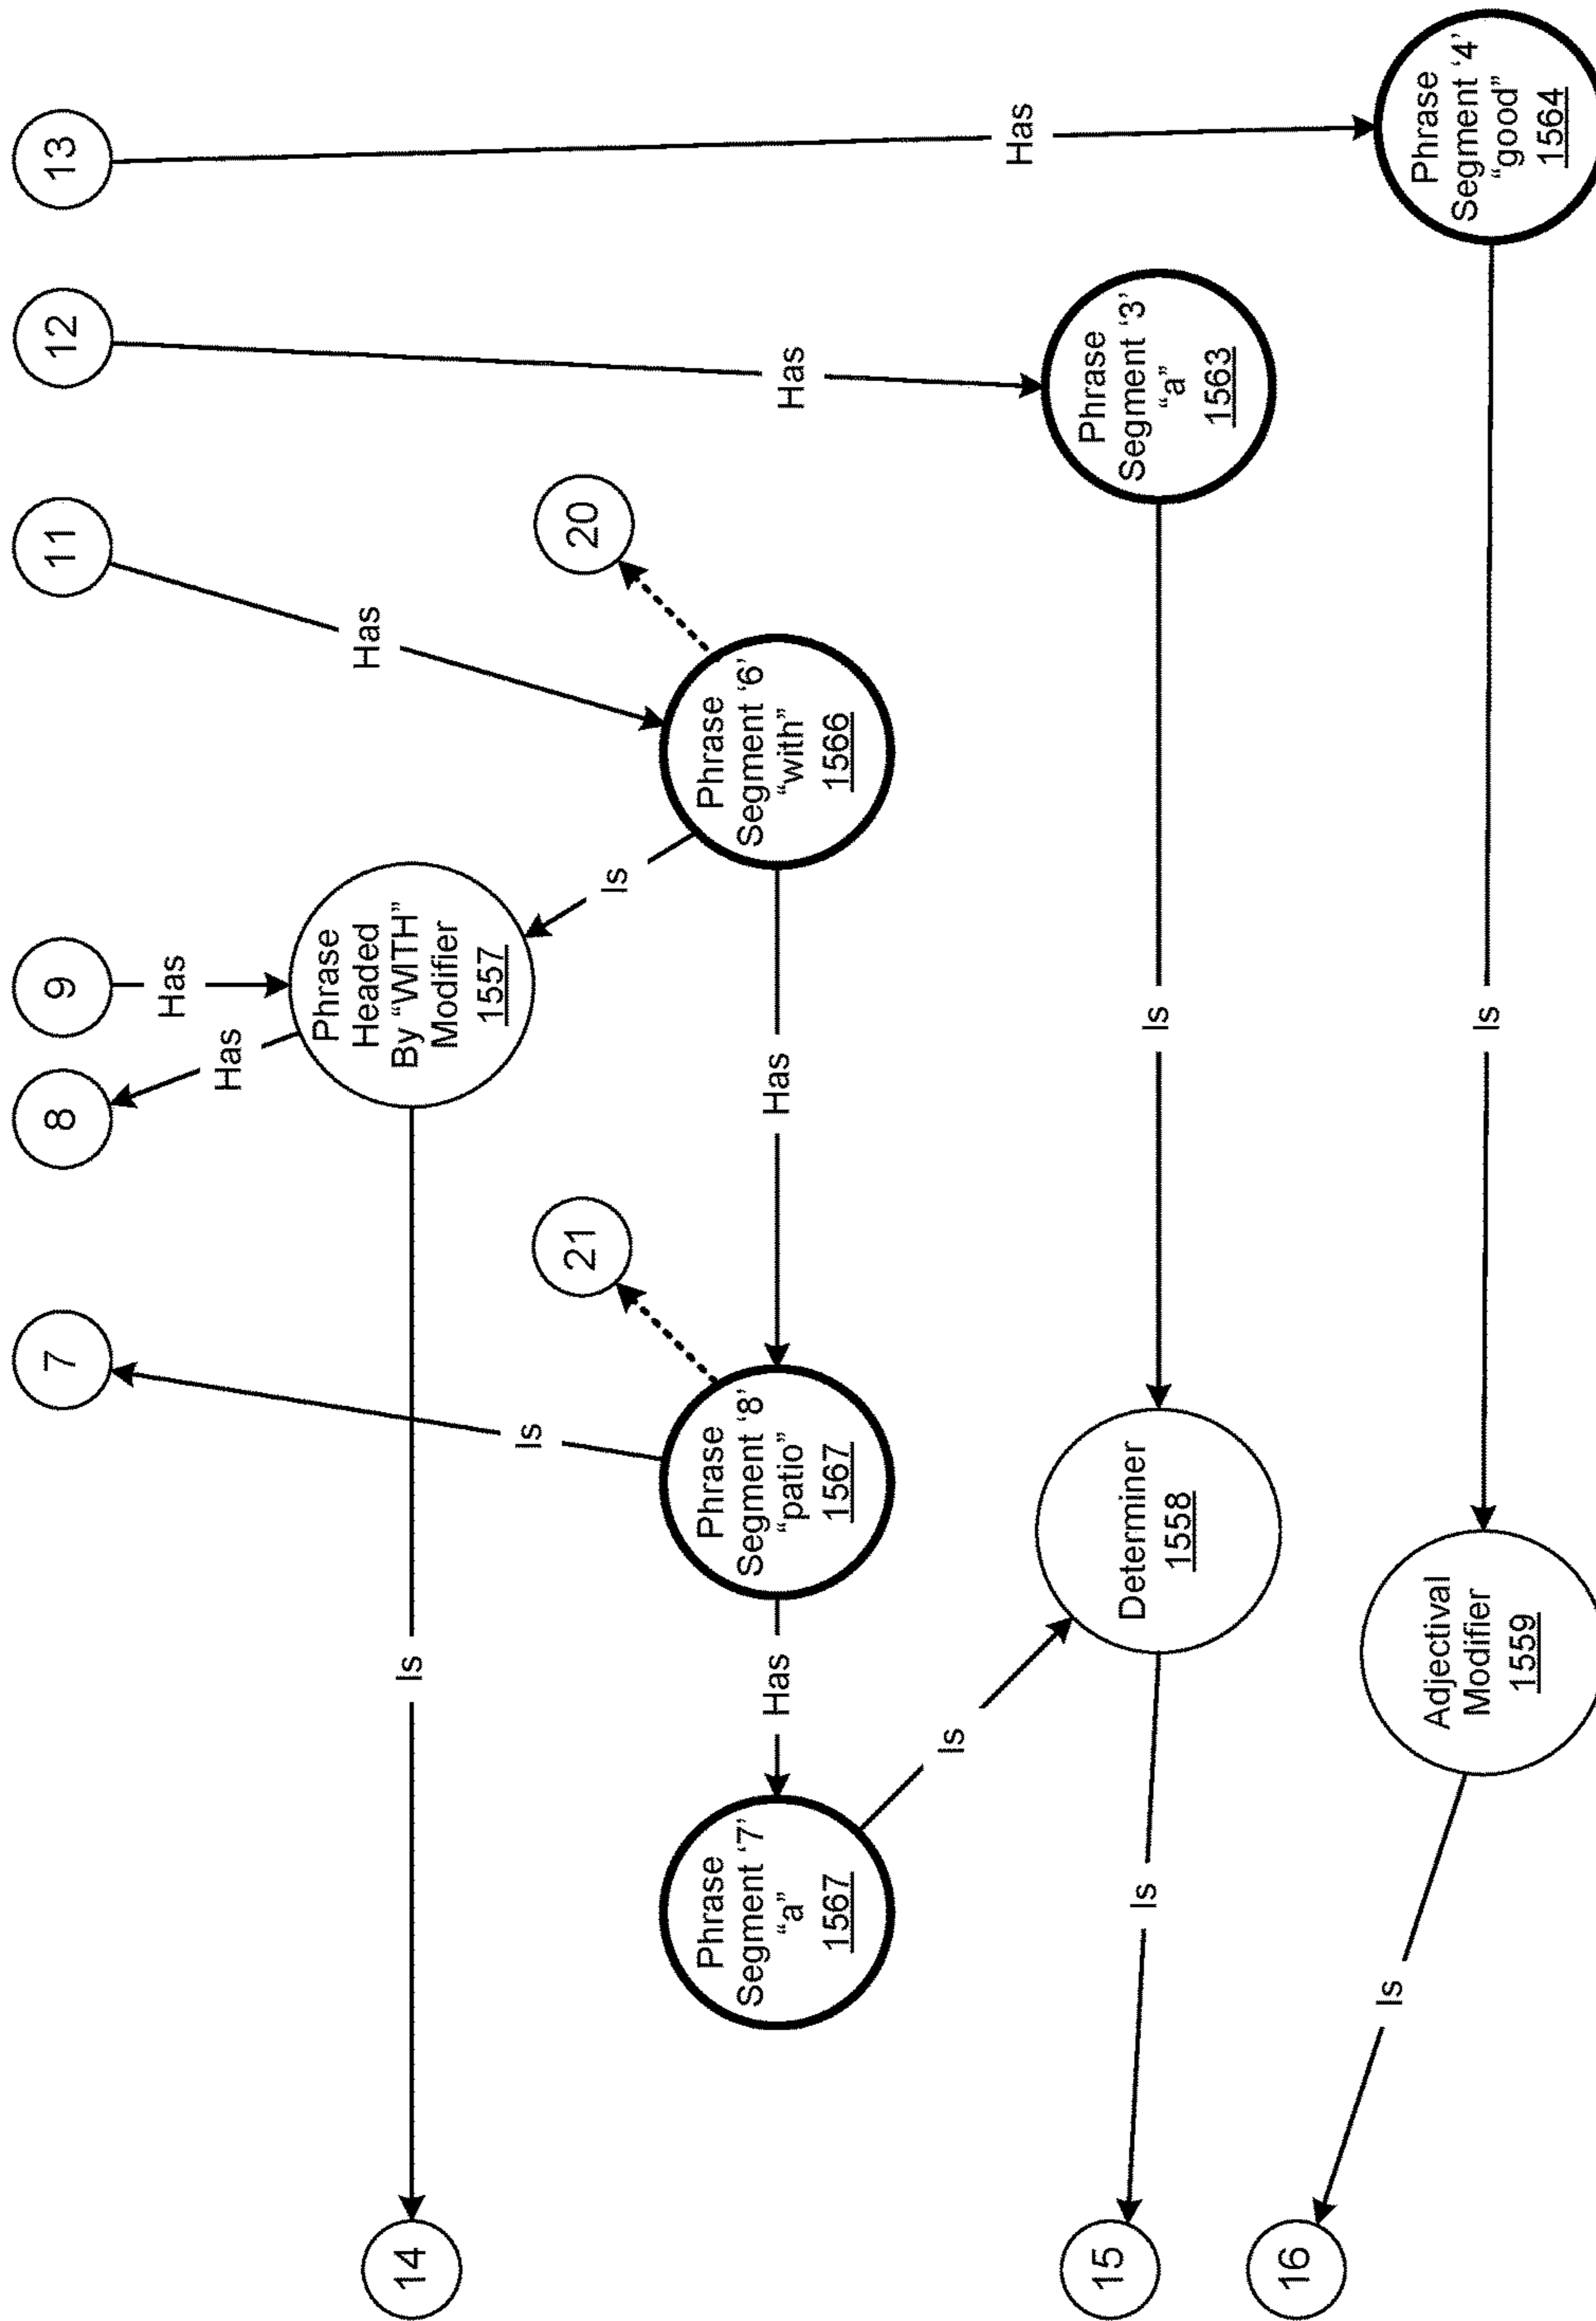 7
8
9
11
12
13
Has
Has
14
Is
Phrase
Headed
By “WITH”
Modifier
1557
Has
Is
21
20
Is
Phrase
Segment ‘7’
“a”
1567
Has
Phrase
Segment ‘8’
“patio”
1567
Has
Phrase
Segment ‘6’
“with”
1566
Has
Is
Has
15
Is
Determiner
1558
Is
Phrase
Segment ‘3’
“a”
1563
16
Is
Adjectival
Modifier
1559
Is
Phrase
Segment ‘4’
“good”
1564